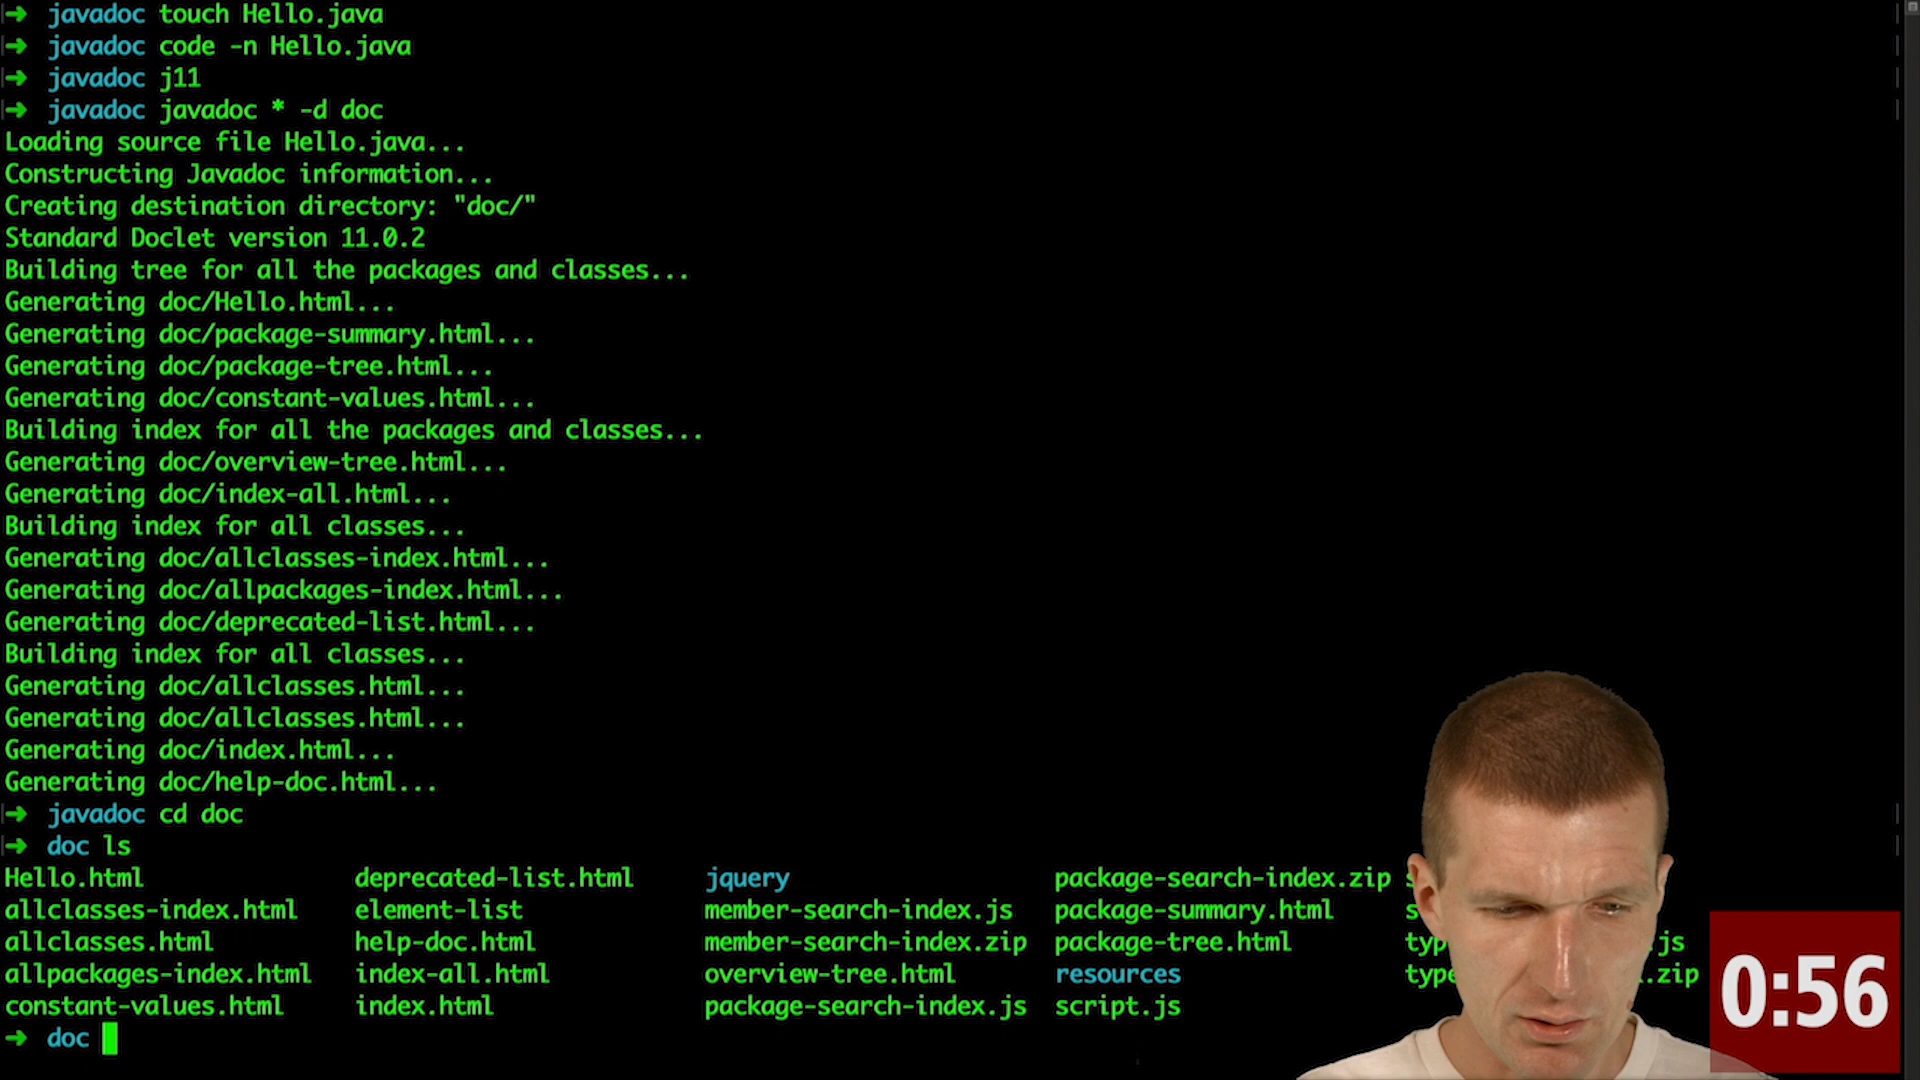 ➜ javadoc touch Hello.java
➜ javadoc code -n Hello.java
➜ javadoc j11
➜ javadoc javadoc * -d doc
Loading source file Hello.java...
Constructing Javadoc information...
Creating destination directory: "doc/"
Standard Doclet version 11.0.2
Building tree for all the packages and classes...
Generating doc/Hello.html...
Generating doc/package-summary.html...
Generating doc/package-tree.html...
Generating doc/constant-values.html...
Building index for all the packages and classes...
Generating doc/overview-tree.html...
Generating doc/index-all.html...
Building index for all classes...
Generating doc/allclasses-index.html...
Generating doc/allpackages-index.html...
Generating doc/deprecated-list.html...
Building index for all classes...
Generating doc/allclasses.html...
Generating doc/allclasses.html...
Generating doc/index.html...
Generating doc/help-doc.html...
➜ javadoc cd doc
➜ doc ls
Hello.html deprecated-list.html jquery package-search-index.zip
allclasses-index.html element-list member-search-index.js package-summary.html
allclasses.html help-doc.html member-search-index.zip package-tree.html
allpackages-index.html index-all.html overview-tree.html resources
constant-values.html index.html package-search-index.js script.js
➜ doc
0:56